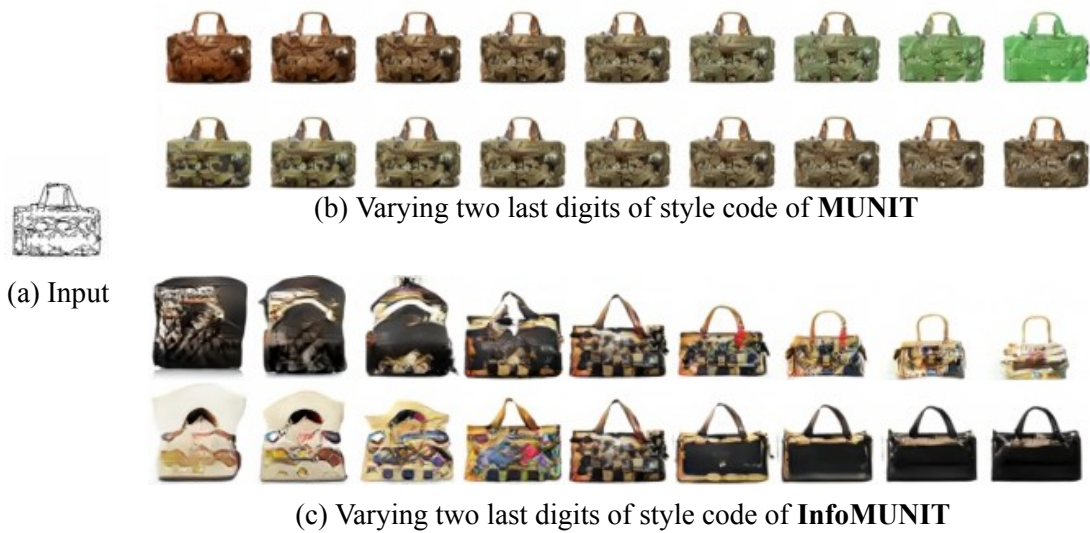 (b) Varying two last digits of style code of MUNIT
(a) Input
(c) Varying two last digits of style code of InfoMUNIT